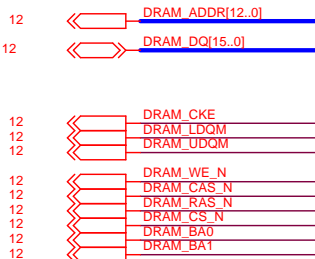 12 DRAM_ADDR[12..0]
12 DRAM_DQ[15..0]
12 DRAM_CKE
12 DRAM_LDQM
12 DRAM_UDQM
12 DRAM_WE_N
12 DRAM_CAS_N
12 DRAM_RAS_N
12 DRAM_CS_N
12 DRAM_BA0
12 DRAM_BA1